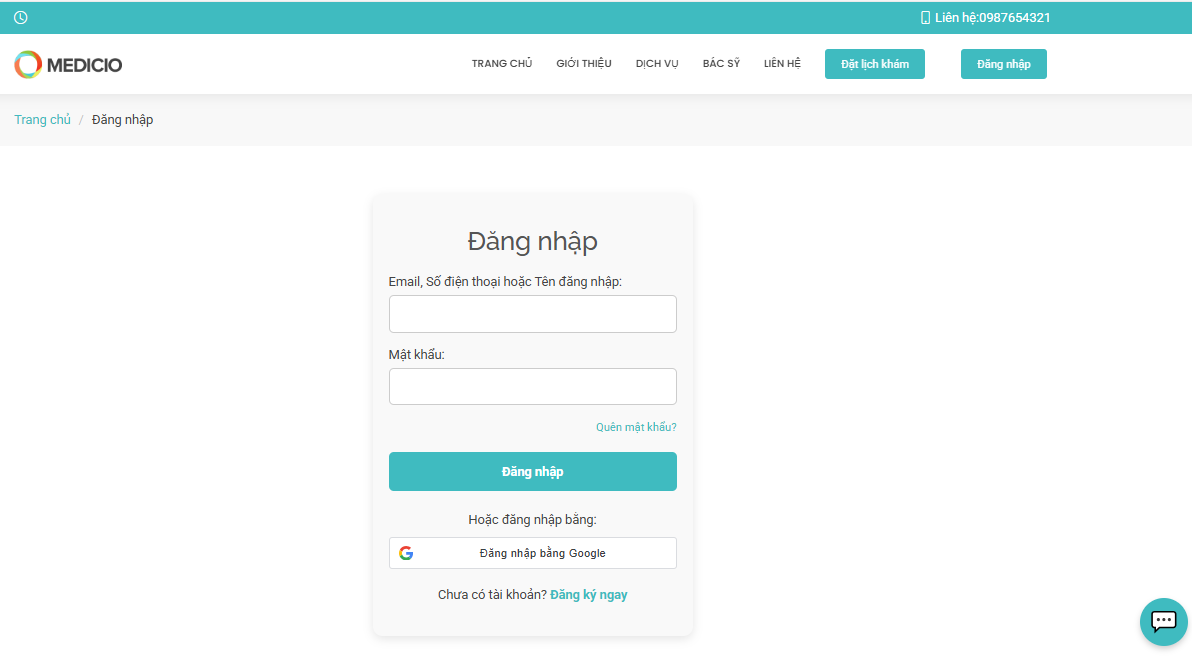 Liên hệ:0987654321
MEDICIO
TRANG CHỦ GIỚI THIỆU DỊCH VỤ BÁC SỸ LIÊN HỆ Đặt lịch khám Đăng nhập
Trang chủ / Đăng nhập
Đăng nhập
Email, Số điện thoại hoặc Tên đăng nhập:
Mật khẩu:
Quên mật khẩu?
Đăng nhập
Hoặc đăng nhập bằng:
Đăng nhập bằng Google
Chưa có tài khoản? Đăng ký ngay